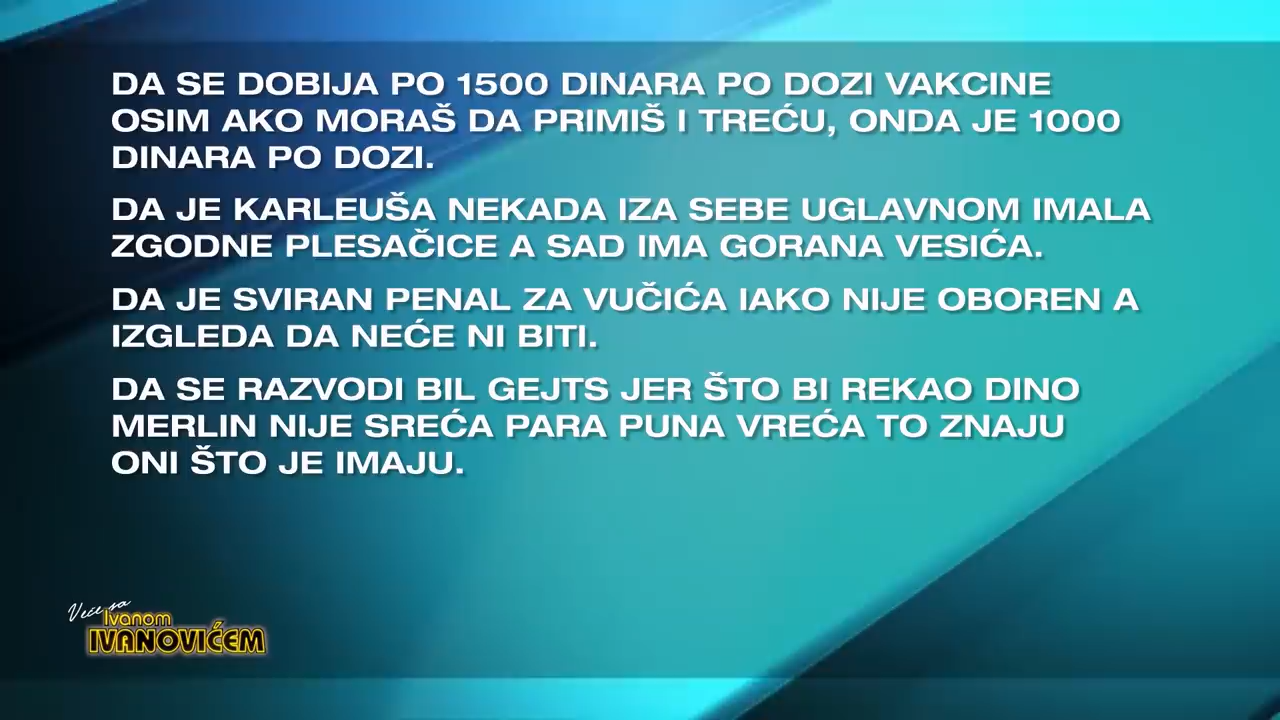 DA SE DOBIJA PO 1500 DINARA PO DOZI VAKCINE
OSIM AKO MORAŠ DA PRIMIŠ I TREĆU, ONDA JE 1000
DINARA PO DOZI.
DA JE KARLEUŠA NEKADA IZA SEBE UGLAVNOM IMALA
ZGODNE PLESAČICE A SAD IMA GORANA VESIĆA.
DA JE SVIRAN PENAL ZA VUČIĆA IAKO NIJE OBOREN A
IZGLEDA DA NEĆE NI BITI.
DA SE RAZVODI BIL GEJTS JER ŠTO BI REKAO DINO
MERLIN NIJE SREĆA PARA PUNA VREĆA TO ZNAJU
ONI ŠTO JE IMAJU.
Veče sa
Ivanom
IVANOVIĆEM